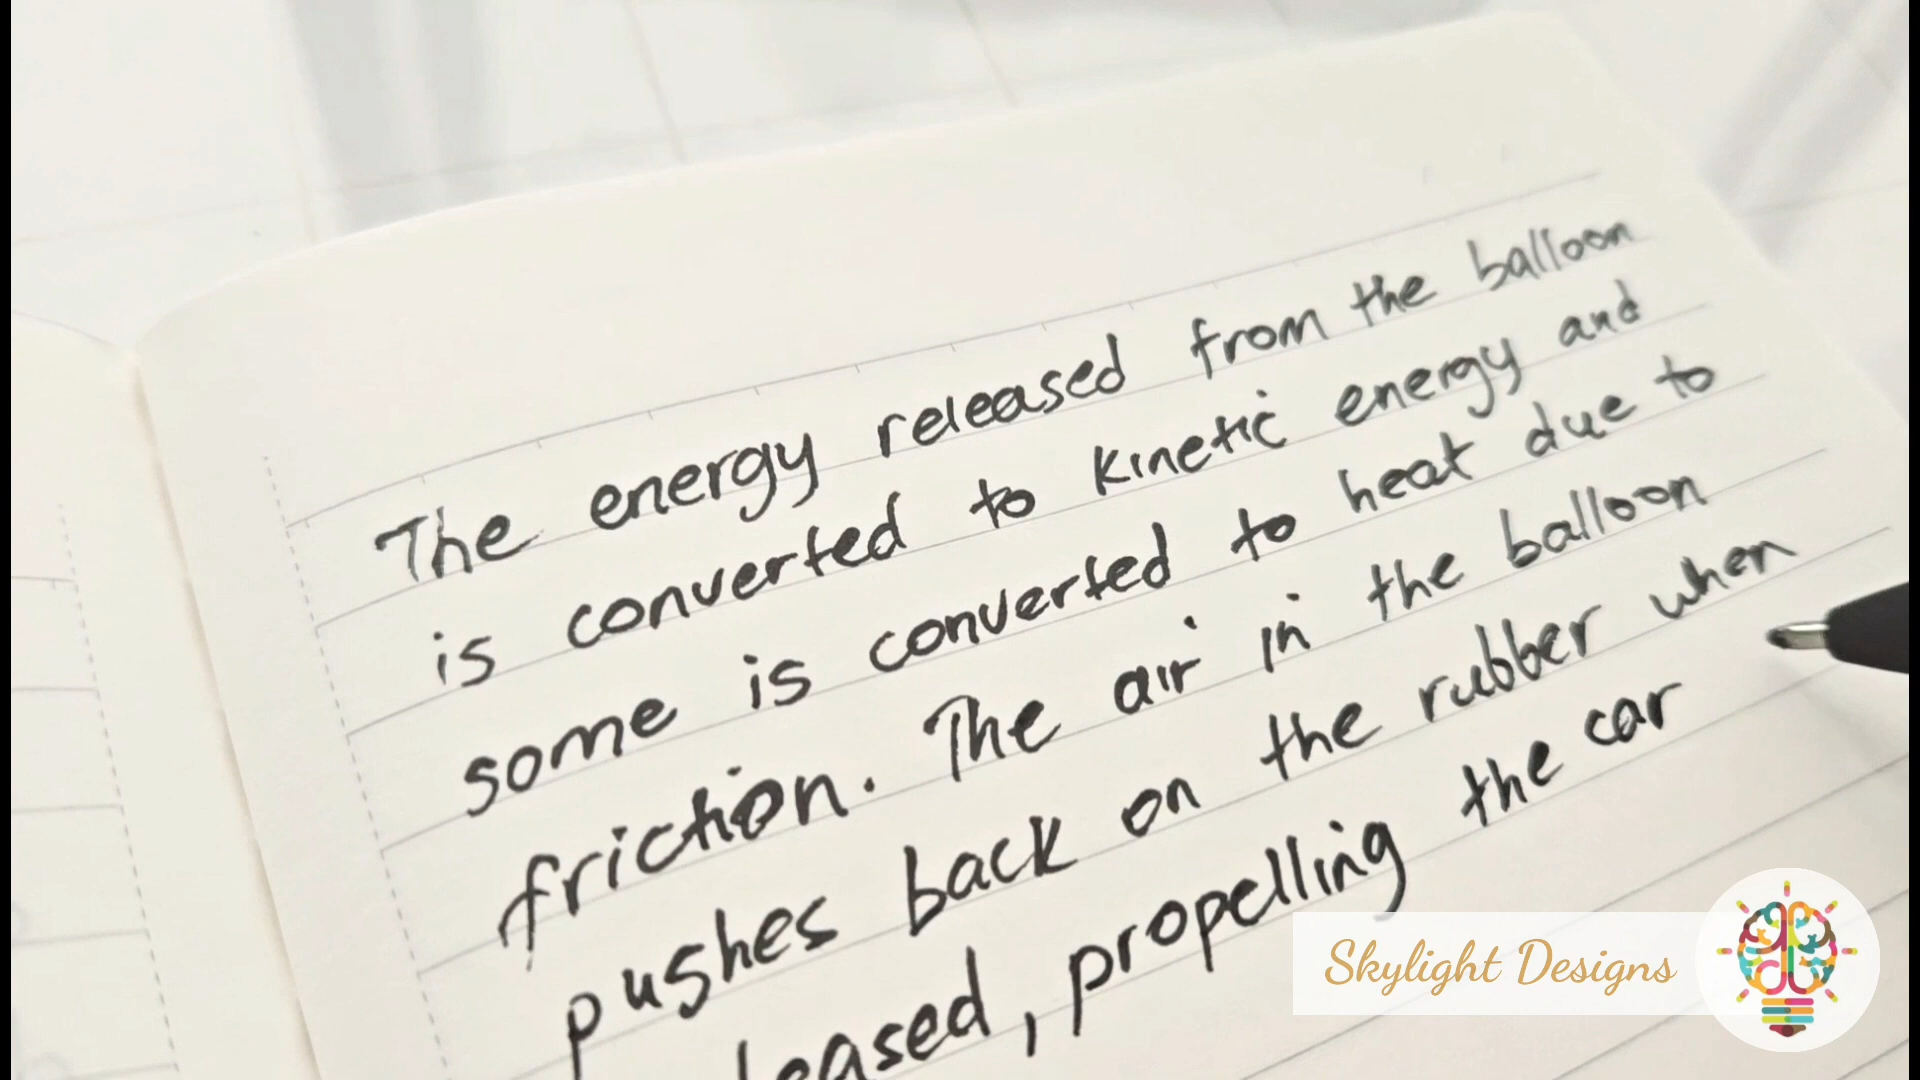 The energy released from the balloon
is converted to kinetic energy and
some is converted to heat due to
friction. The air in the balloon
pushes back on the rubber when
leased, propelling the car
Skylight Designs